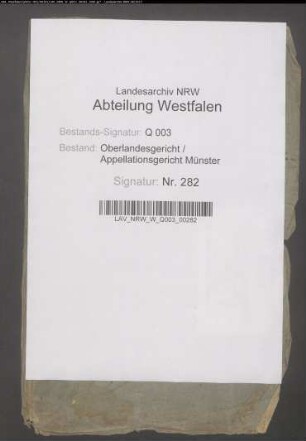 Landesarchiv NRW
Abteilung Westfalen
Bestands-Signatur: Q 003
Bestand: Oberlandesgericht /
Appellationsgericht Münster
Signatur: Nr. 282
LAV_NRW_W_Q003_00282